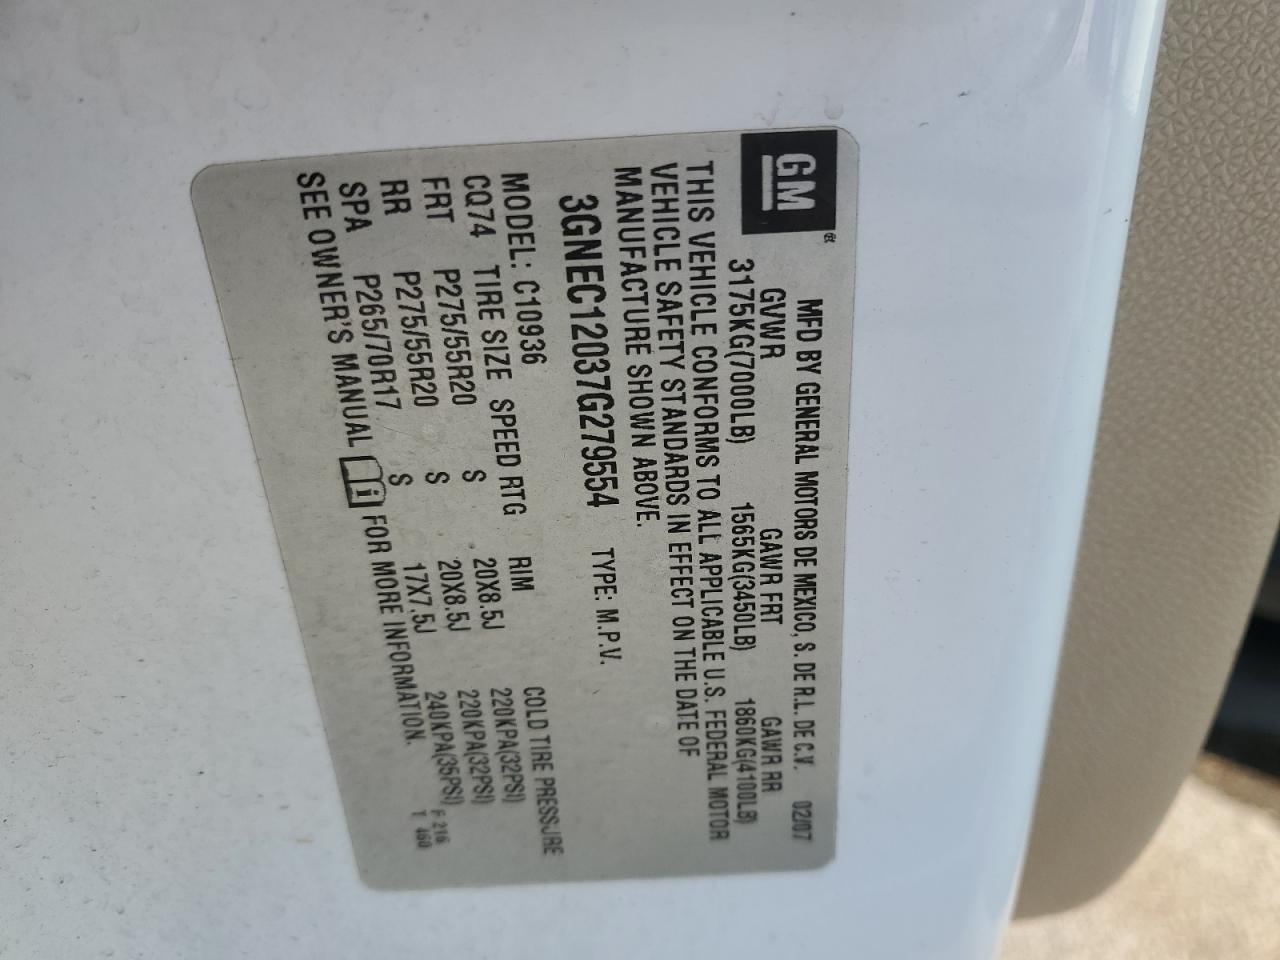 GM®
MFD BY GENERAL MOTORS DE MEXICO, S. DE R.L. DE C.V. 02/07
GVWR GAWR FRT GAWR RR
3175KG(7000LB) 1565KG(3450LB) 1860KG(4100LB)
THIS VEHICLE CONFORMS TO ALL APPLICABLE U.S. FEDERAL MOTOR
VEHICLE SAFETY STANDARDS IN EFFECT ON THE DATE OF
MANUFACTURE SHOWN ABOVE.
3GNEC12037G279554 TYPE: M.P.V.
MODEL: C10936
CQ74 TIRE SIZE SPEED RTG RIM COLD TIRE PRESSURE
FRT P275/55R20 S 20X8.5J 220KPA(32PSI)
RR P275/55R20 S 20X8.5J 220KPA(32PSI)
SPA P265/70R17 S 17X7.5J 240KPA(35PSI)
SEE OWNER'S MANUAL i FOR MORE INFORMATION.
F 216
T 460